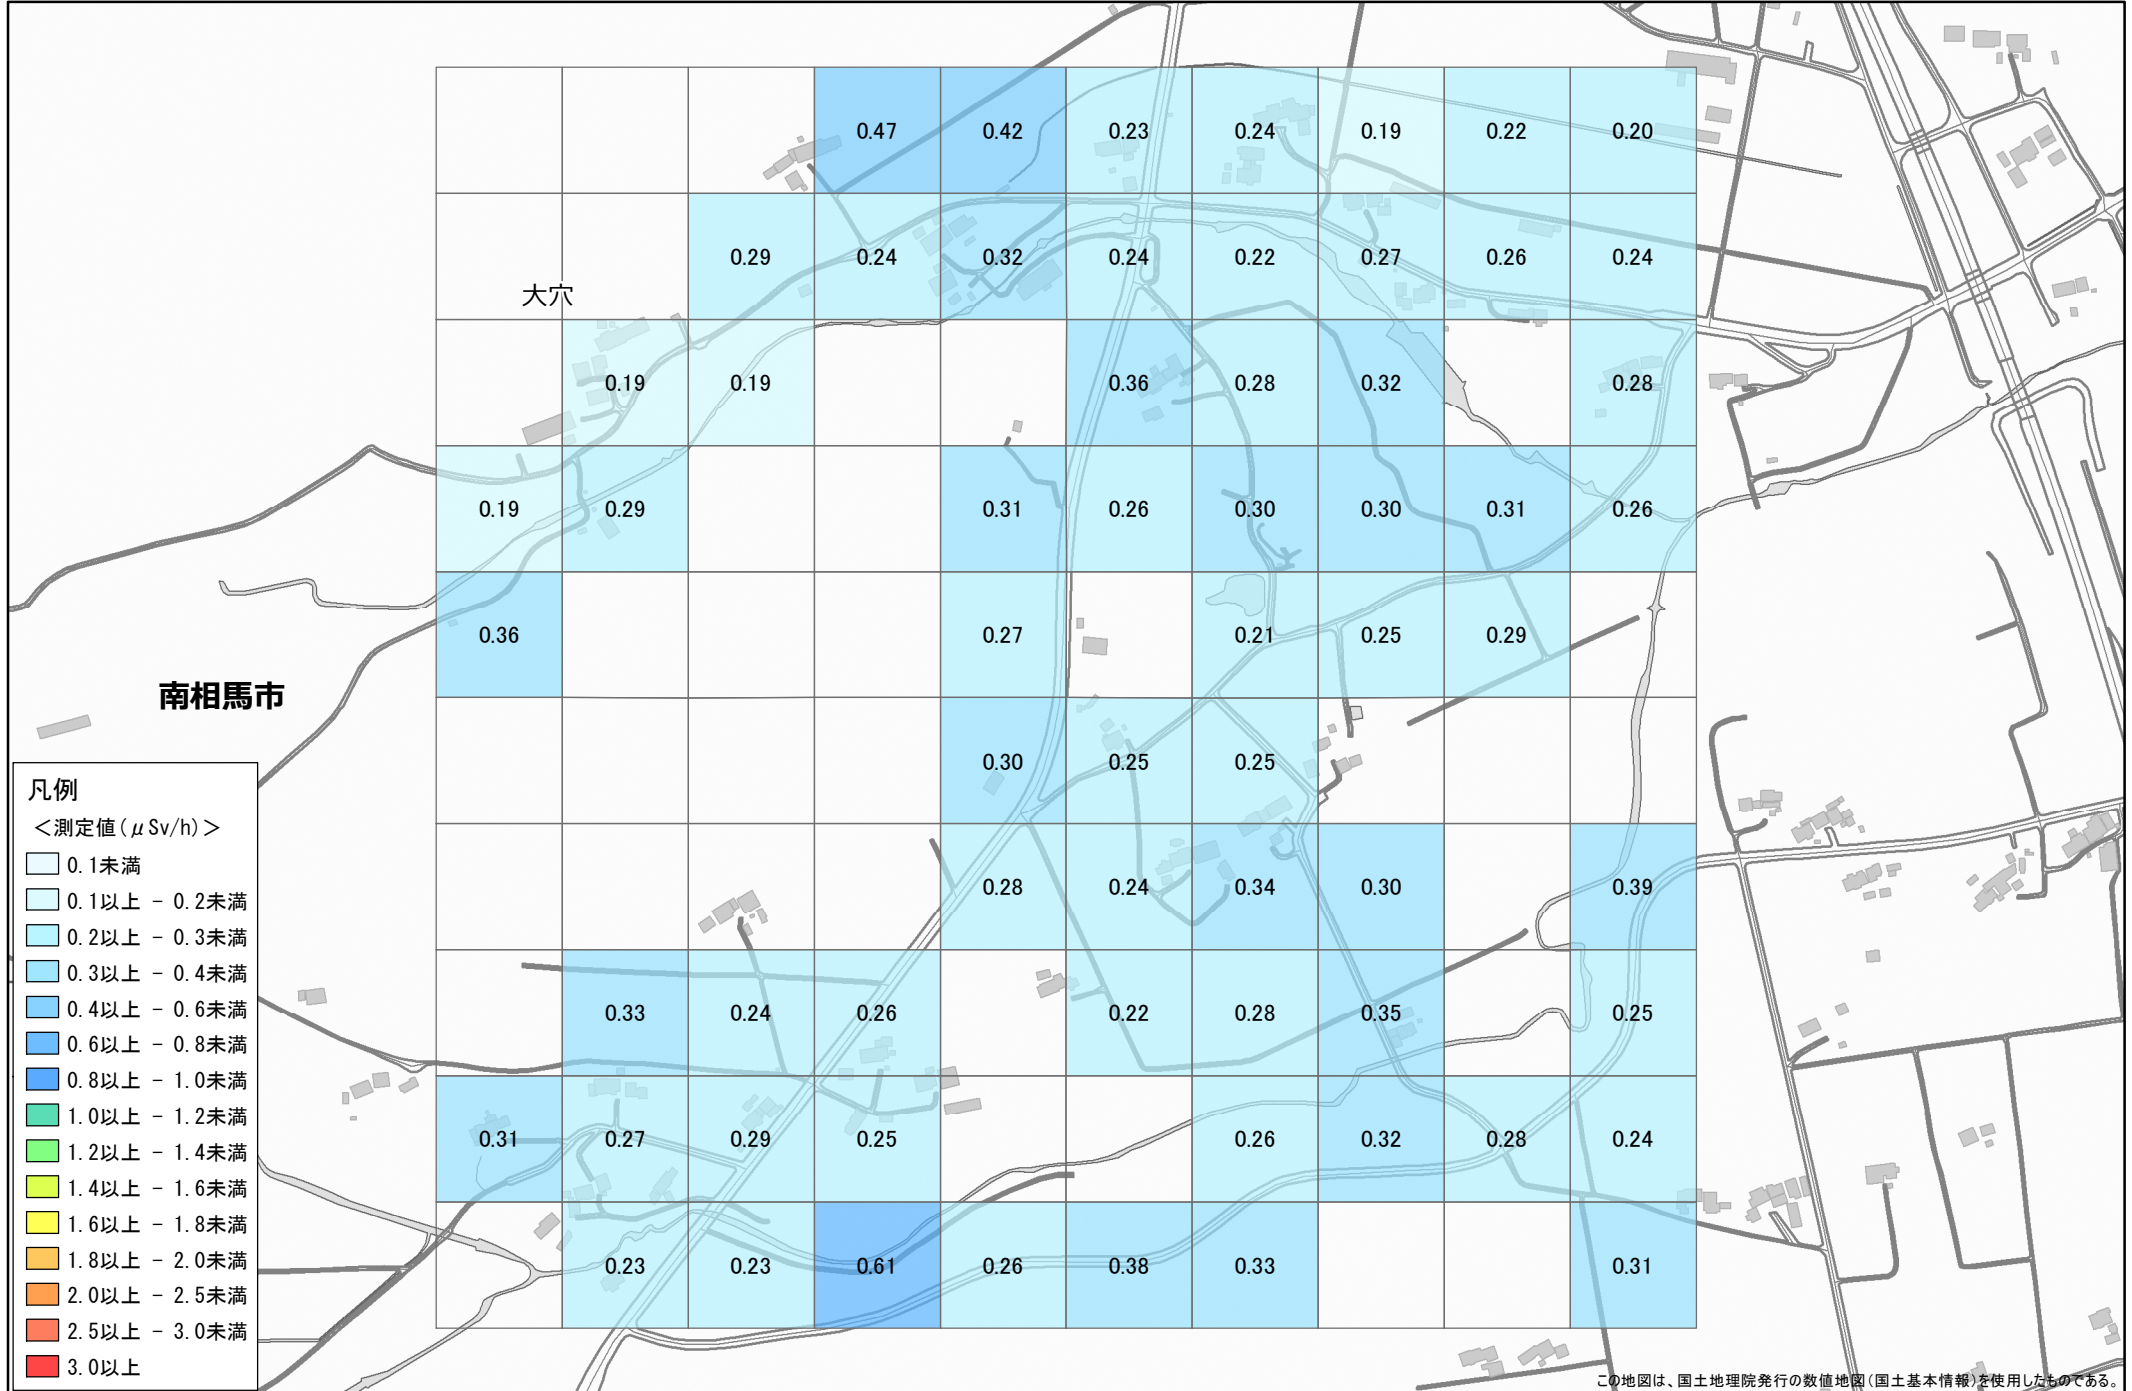 0.47 0.42 0.23 0.24 0.19 0.22 0.20
0.29 0.24 0.32 0.24 0.22 0.27 0.26 0.24
大穴
0.19 0.19 0.36 0.28 0.32 0.28
0.19 0.29 0.31 0.26 0.30 0.30 0.31 0.26
0.36 0.27 0.21 0.25 0.29
南相馬市
0.30 0.25 0.25
0.28 0.24 0.34 0.30 0.39
0.33 0.24 0.26 0.22 0.28 0.35 0.25
0.31 0.27 0.29 0.25 0.26 0.32 0.28 0.24
0.23 0.23 0.61 0.26 0.38 0.33 0.31
凡例
＜測定値(μSv/h)＞
0.1未満
0.1以上 - 0.2未満
0.2以上 - 0.3未満
0.3以上 - 0.4未満
0.4以上 - 0.6未満
0.6以上 - 0.8未満
0.8以上 - 1.0未満
1.0以上 - 1.2未満
1.2以上 - 1.4未満
1.4以上 - 1.6未満
1.6以上 - 1.8未満
1.8以上 - 2.0未満
2.0以上 - 2.5未満
2.5以上 - 3.0未満
3.0以上
この地図は、国土地理院発行の数値地図(国土基本情報)を使用したものである。